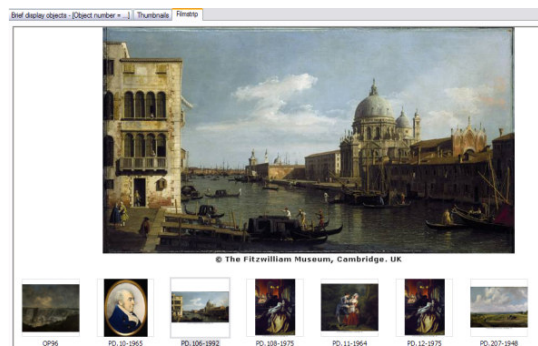 Brief display objects - [Object number = ...] Thumbnails Filmstrip
© The Fitzwilliam Museum, Cambridge. UK
OP96 PD.10-1965 PD.106-1992 PD.108-1975 PD.11-1964 PD.12-1975 PD.207-1948